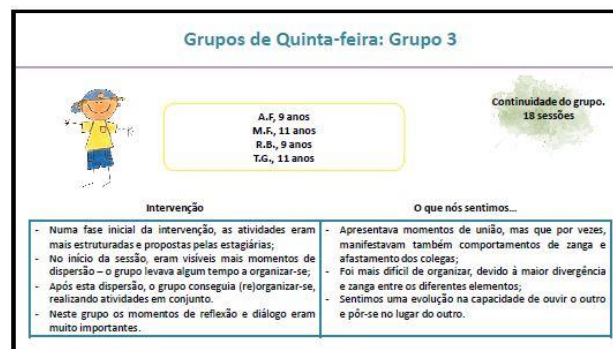 Grupos de Quinta-feira: Grupo 3
Continuidade do grupo.
18 sessões
A.F, 9 anos
M.F., 11 anos
R.B., 9 anos
T.G., 11 anos
Intervenção
- Numa fase inicial da intervenção, as atividades eram
mais estruturadas e propostas pelas estagiárias;
- No início da sessão, eram visíveis mais momentos de
dispersão – o grupo levava algum tempo a organizar-se;
- Após esta dispersão, o grupo conseguia (re)organizar-se,
realizando atividades em conjunto.
- Neste grupo os momentos de reflexão e diálogo eram
muito importantes.
O que nós sentimos...
- Apresentava momentos de união, mas que por vezes,
manifestavam também comportamentos de zanga e
afastamento dos colegas;
- Foi mais difícil de organizar, devido à maior divergência
e zanga entre os diferentes elementos;
- Sentimos uma evolução na capacidade de ouvir o outro
e pôr-se no lugar do outro.